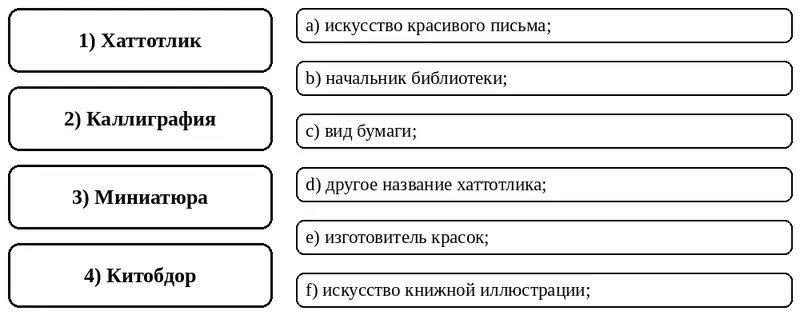 1) Хаттотлик
2) Каллиграфия
3) Миниатюра
4) Китобдор
a) искусство красивого письма;
b) начальник библиотеки;
c) вид бумаги;
d) другое название хаттотлика;
e) изготовитель красок;
f) искусство книжной иллюстрации;